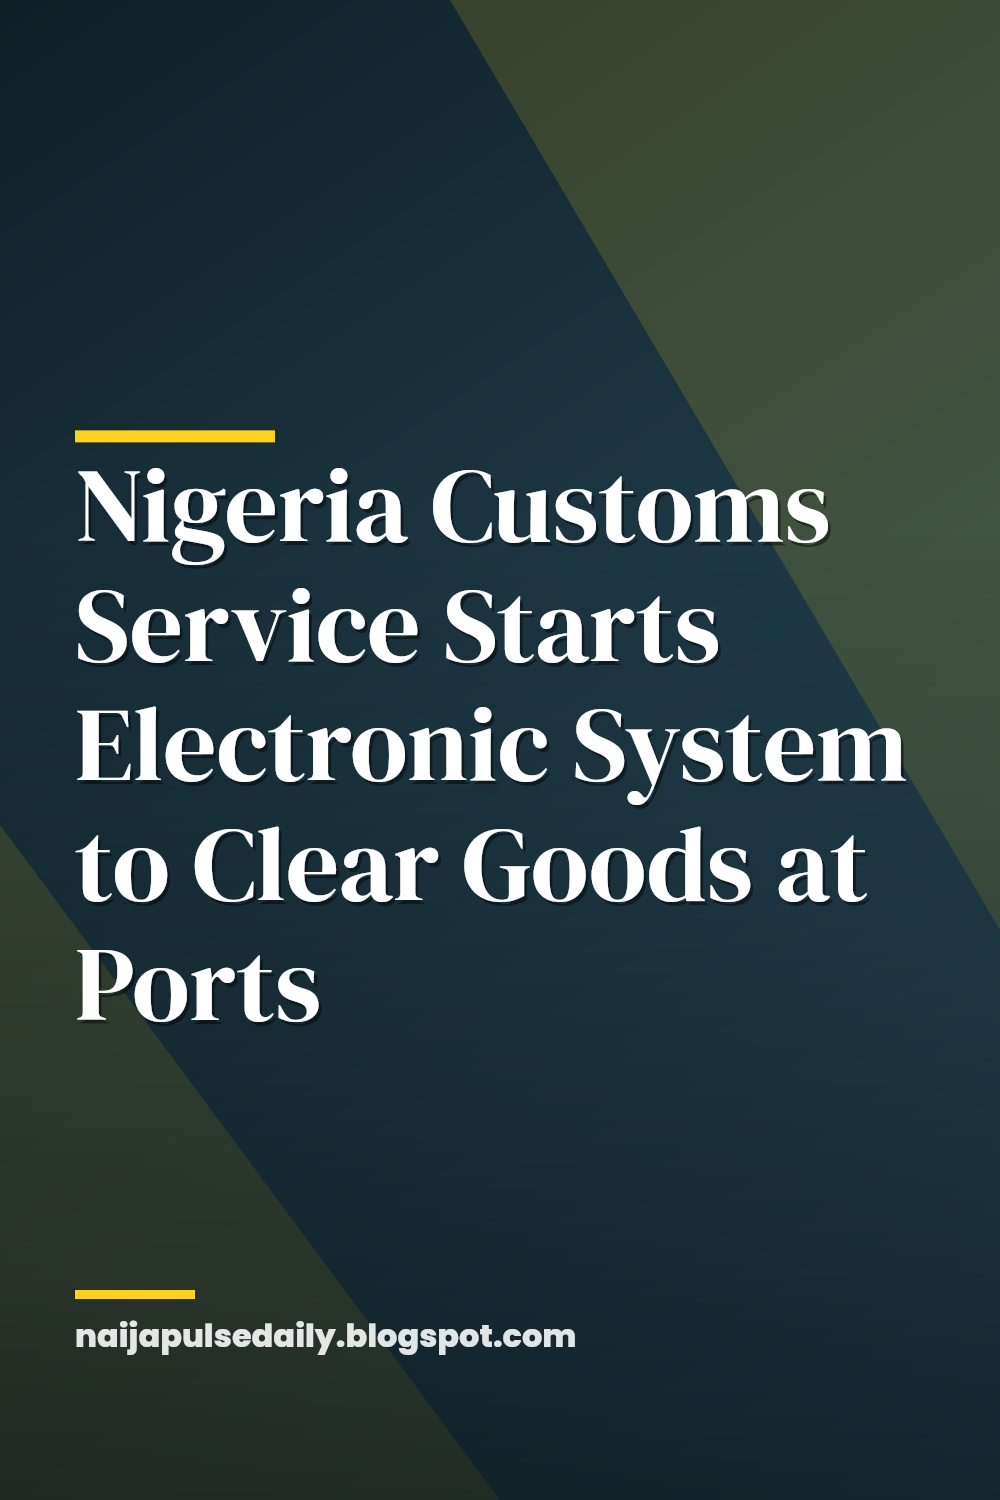 Nigeria Customs
Service Starts
Electronic System
to Clear Goods at
Ports
naijapulsedaily.blogspot.com